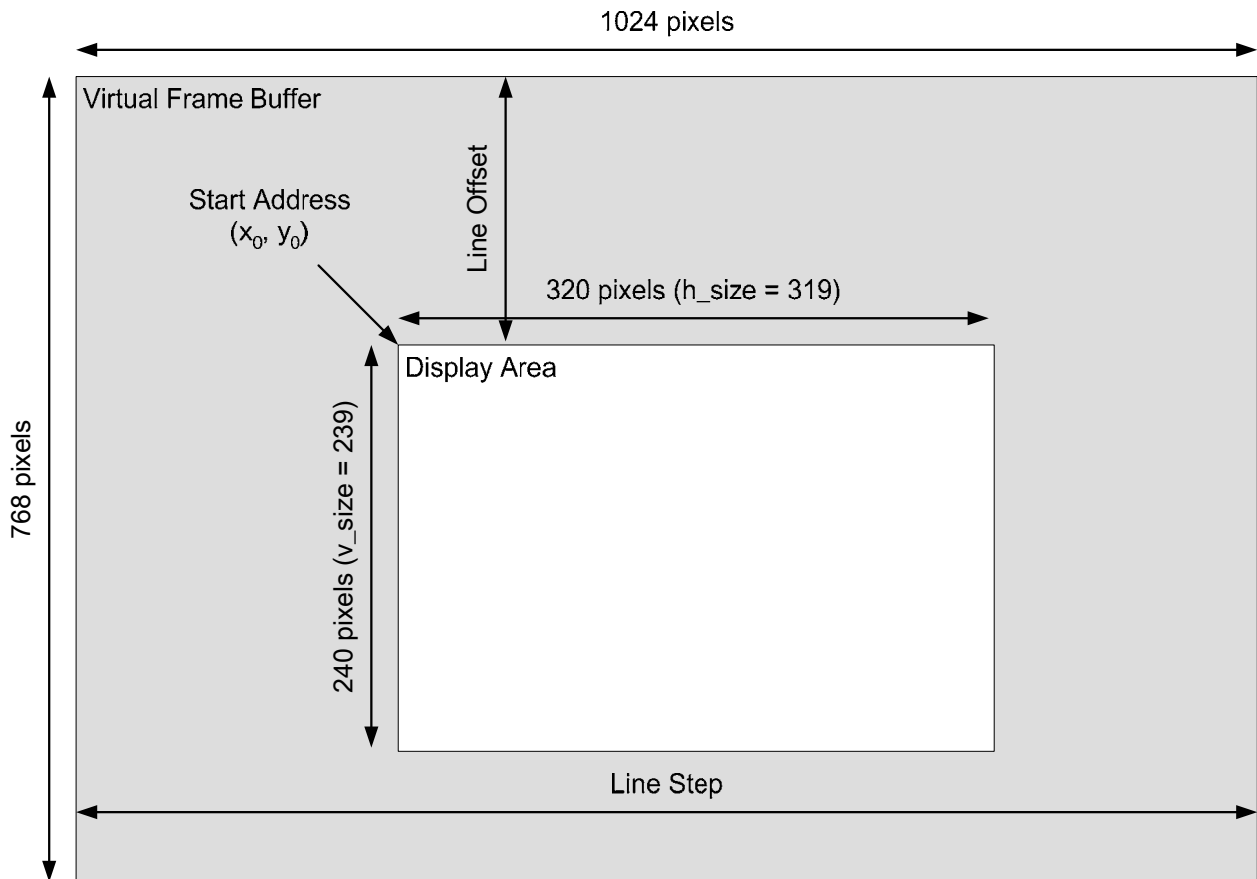 1024 pixels
Virtual Frame Buffer
Line Offset
Start Address
(x0, y0)
320 pixels (h_size = 319)
Display Area
240 pixels (v_size = 239)
768 pixels
Line Step